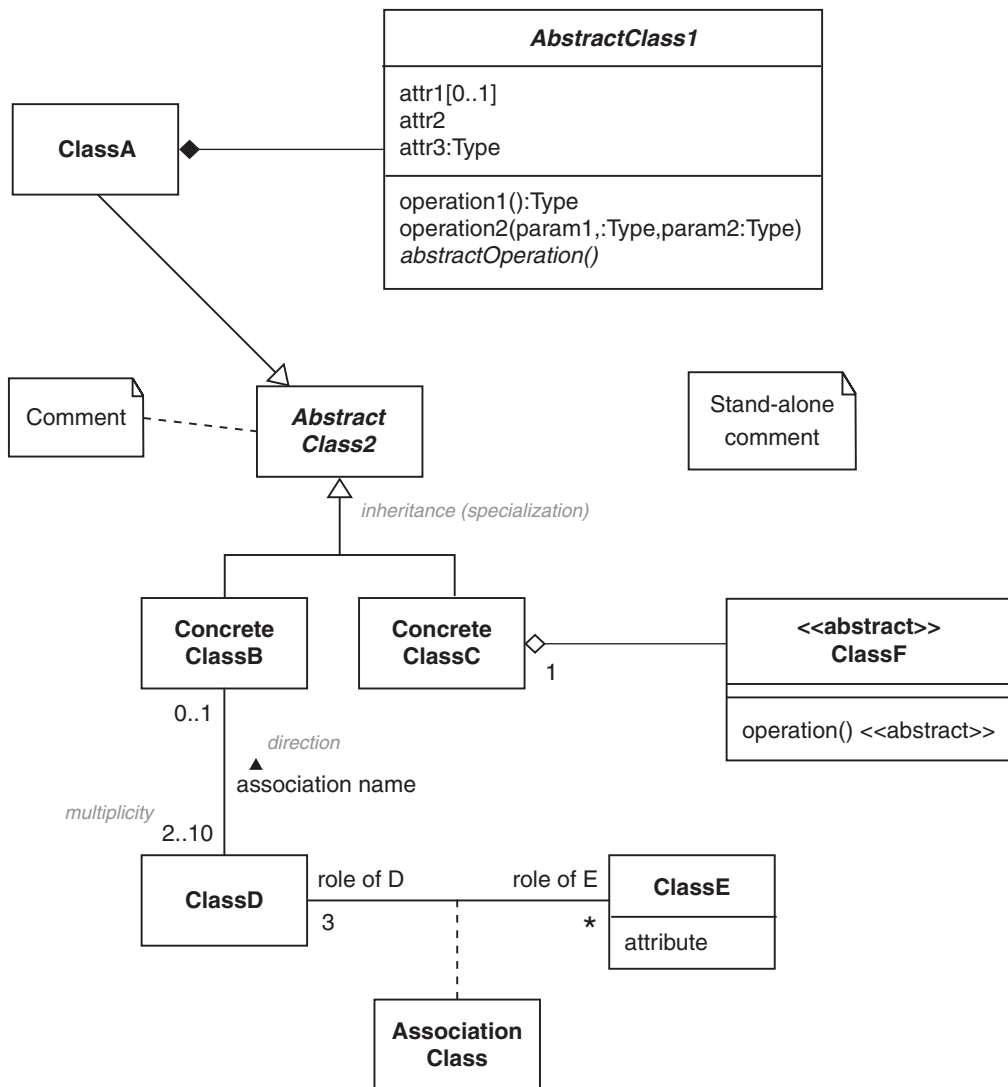 AbstractClass1
attr1[0..1]
attr2
attr3:Type
ClassA
operation1():Type
operation2(param1,:Type,param2:Type)
abstractOperation()
Comment
Abstract
Class2
Stand-alone
comment
inheritance (specialization)
Concrete
ClassB
Concrete
ClassC
1
<<abstract>>
ClassF
operation() <<abstract>>
0..1
direction
▲
association name
multiplicity
2..10
ClassD
role of D
3
role of E
*
ClassE
attribute
Association
Class